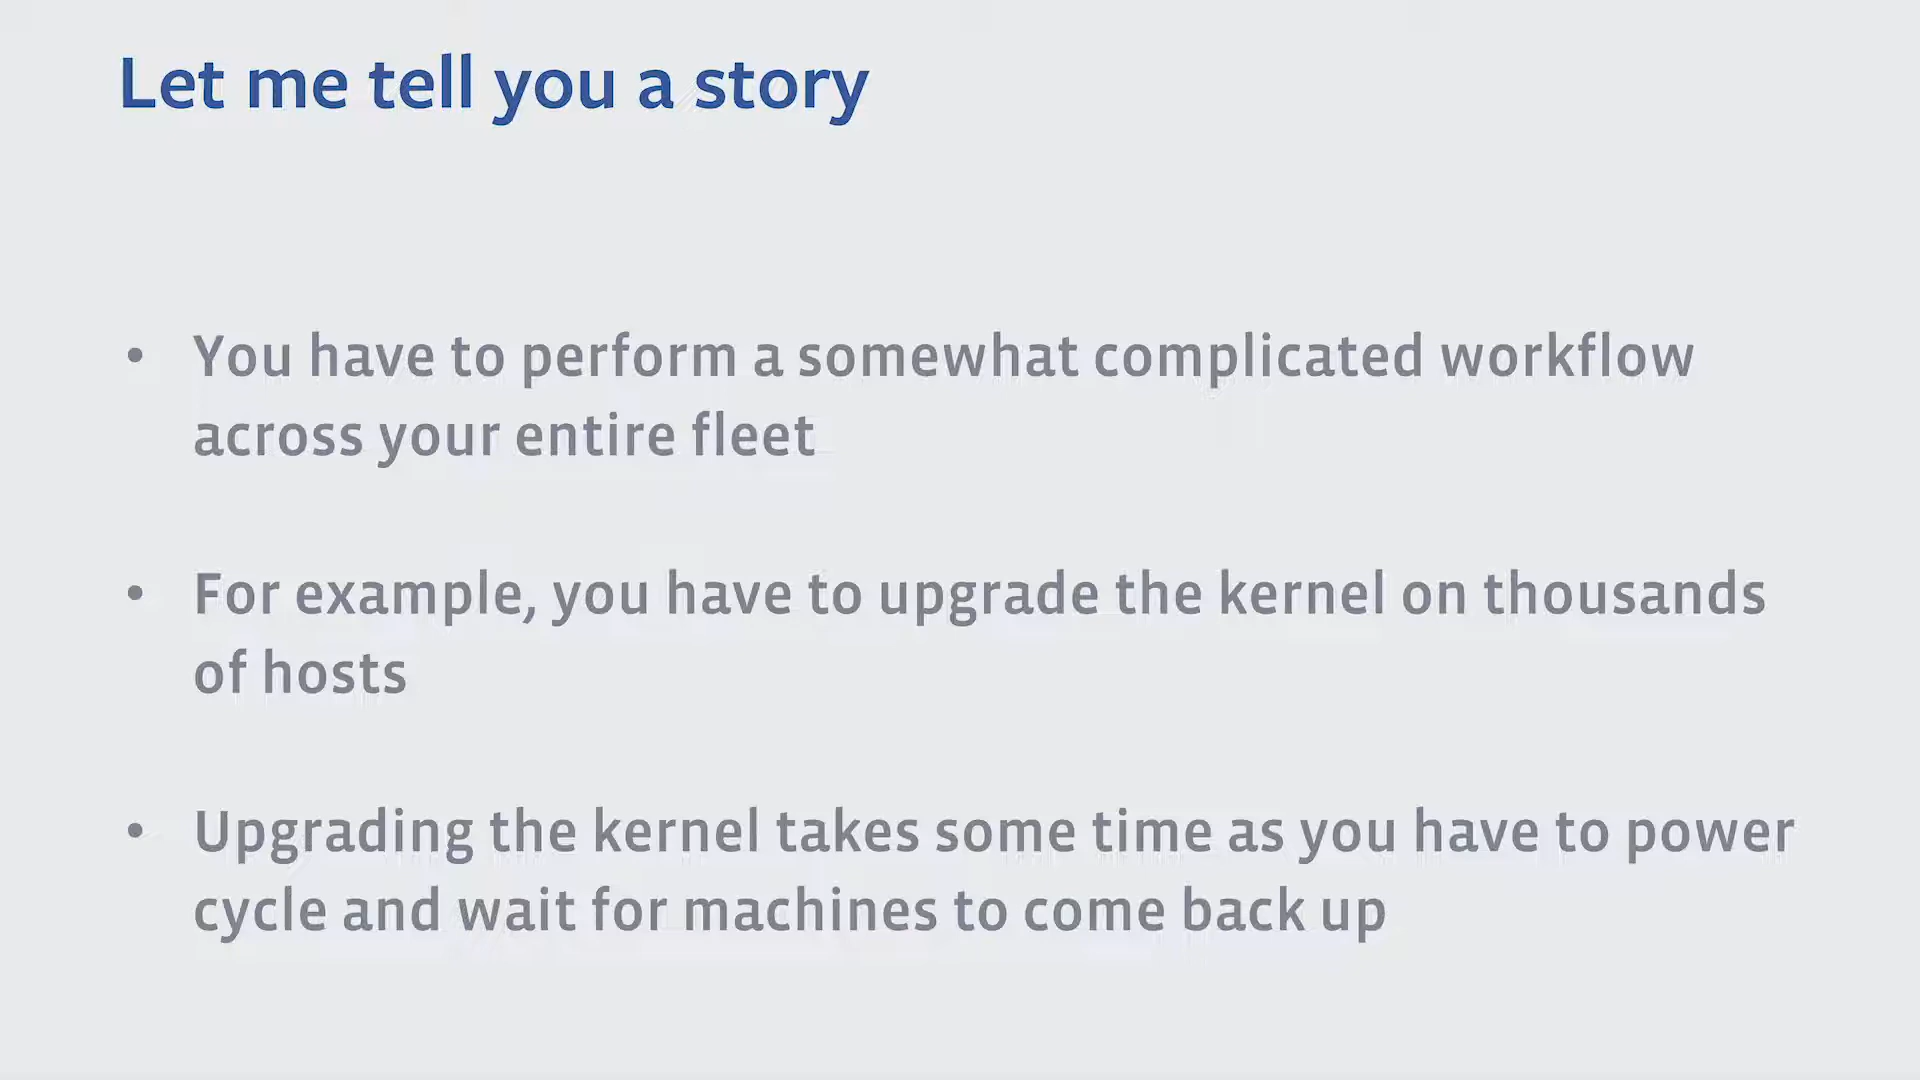 Let me tell you a story
• You have to perform a somewhat complicated workflow
across your entire fleet
• For example, you have to upgrade the kernel on thousands
of hosts
• Upgrading the kernel takes some time as you have to power
cycle and wait for machines to come back up